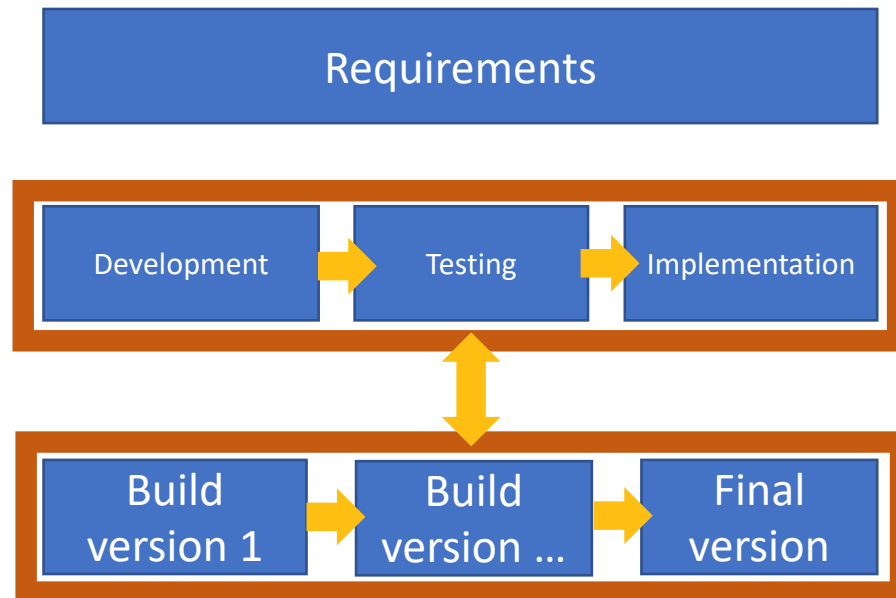 Requirements
Development
Testing
Implementation
Build
version 1
Build
version ...
Final
version